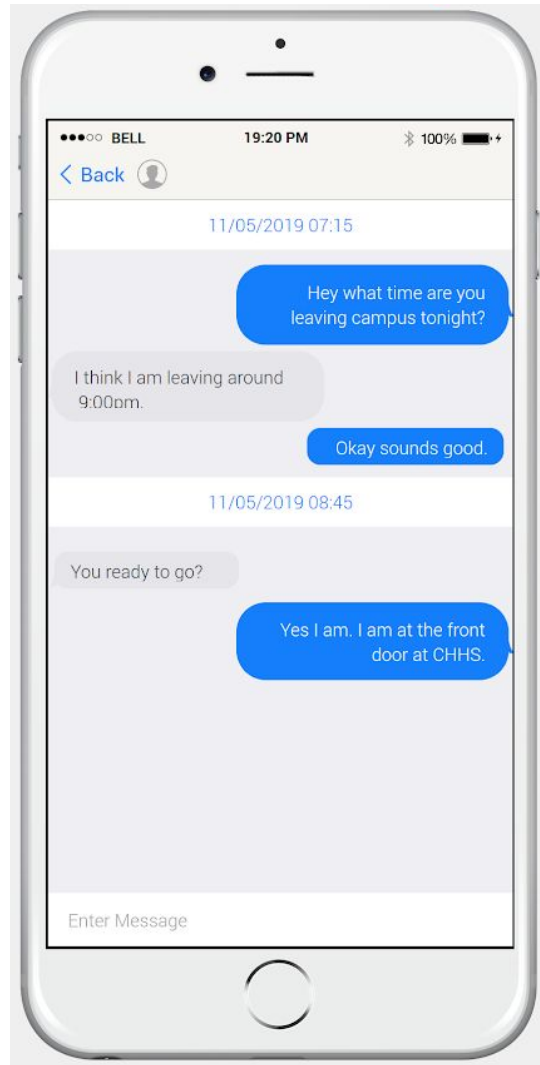 BELL 19:20 PM 100%
Back
11/05/2019 07:15
Hey what time are you
leaving campus tonight?
I think I am leaving around
9:00pm.
Okay sounds good.
11/05/2019 08:45
You ready to go?
Yes I am. I am at the front
door at CHHS.
Enter Message